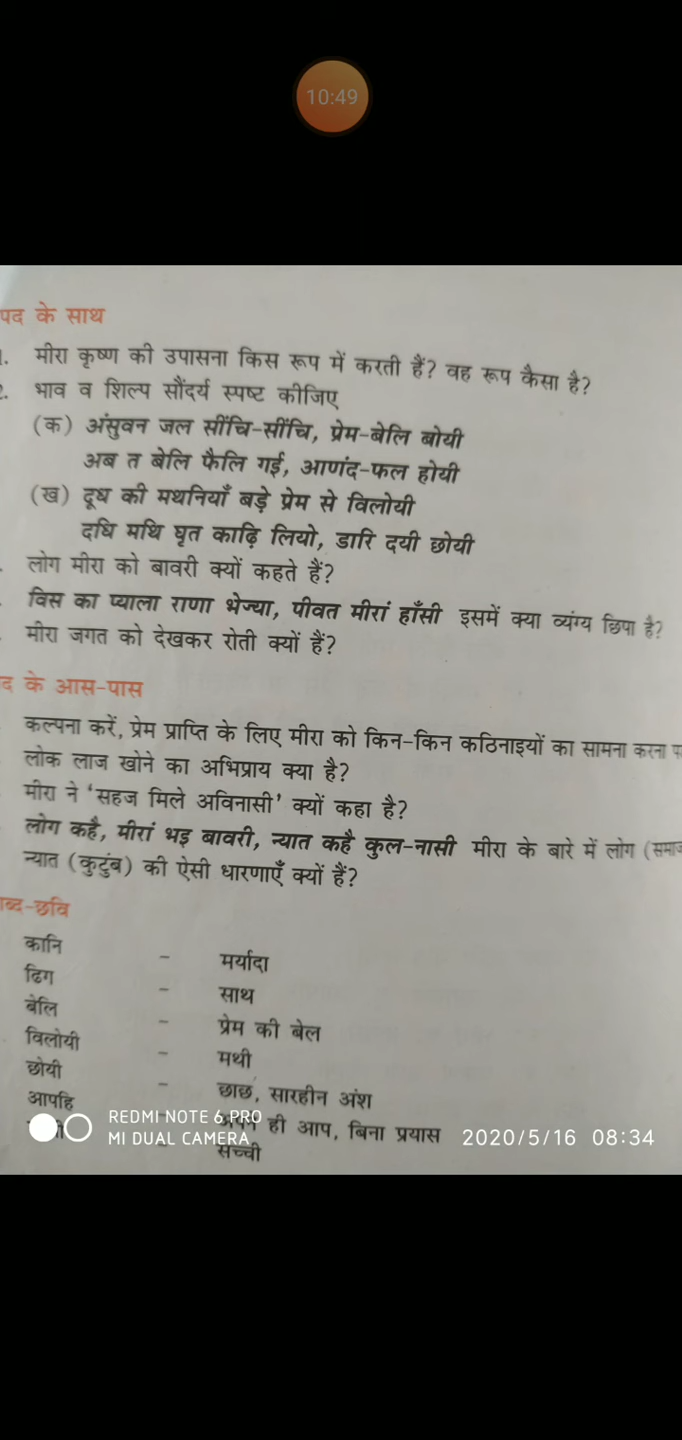 10:49
पद के साथ
मीरा कृष्ण की उपासना किस रूप में करती हैं? वह रूप कैसा है?
भाव व शिल्प सौंदर्य स्पष्ट कीजिए
(क) अंसुवन जल सींचि-सींचि, प्रेम-बेलि बोयी
अब त बेलि फैलि गई, आणंद-फल होयी
(ख) दूध की मथनियाँ बड़े प्रेम से विलोयी
दधि मथि घृत काढ़ि लियो, डारि दयी छोयी
लोग मीरा को बावरी क्यों कहते हैं?
विस का प्याला राणा भेज्या, पीवत मीरां हाँसी इसमें क्या व्यंग्य छिपा है?
मीरा जगत को देखकर रोती क्यों हैं?
के आस-पास
कल्पना करें, प्रेम प्राप्ति के लिए मीरा को किन-किन कठिनाइयों का सामना करना
लोक लाज खोने का अभिप्राय क्या है?
मीरा ने 'सहज मिले अविनासी' क्यों कहा है?
लोग कहै, मीरां भइ बावरी, न्यात कहै कुल-नासी मीरा के बारे में लोग
न्यात (कुटुंब) की ऐसी धारणाएँ क्यों हैं?
कानि – मर्यादा
ढिग – साथ
बेलि – प्रेम की बेल
विलोयी – मथी
छोयी – छाछ, सारहीन अंश
आपहि – ही आप, बिना प्रयास
सच्ची
REDMI NOTE 6 PRO
MI DUAL CAMERA
2020/5/16 08:34